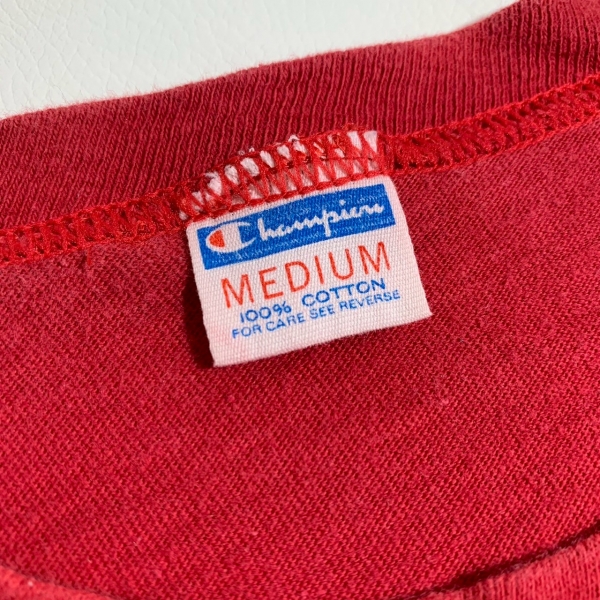 Champion
MEDIUM
100% COTTON
FOR CARE SEE REVERSE